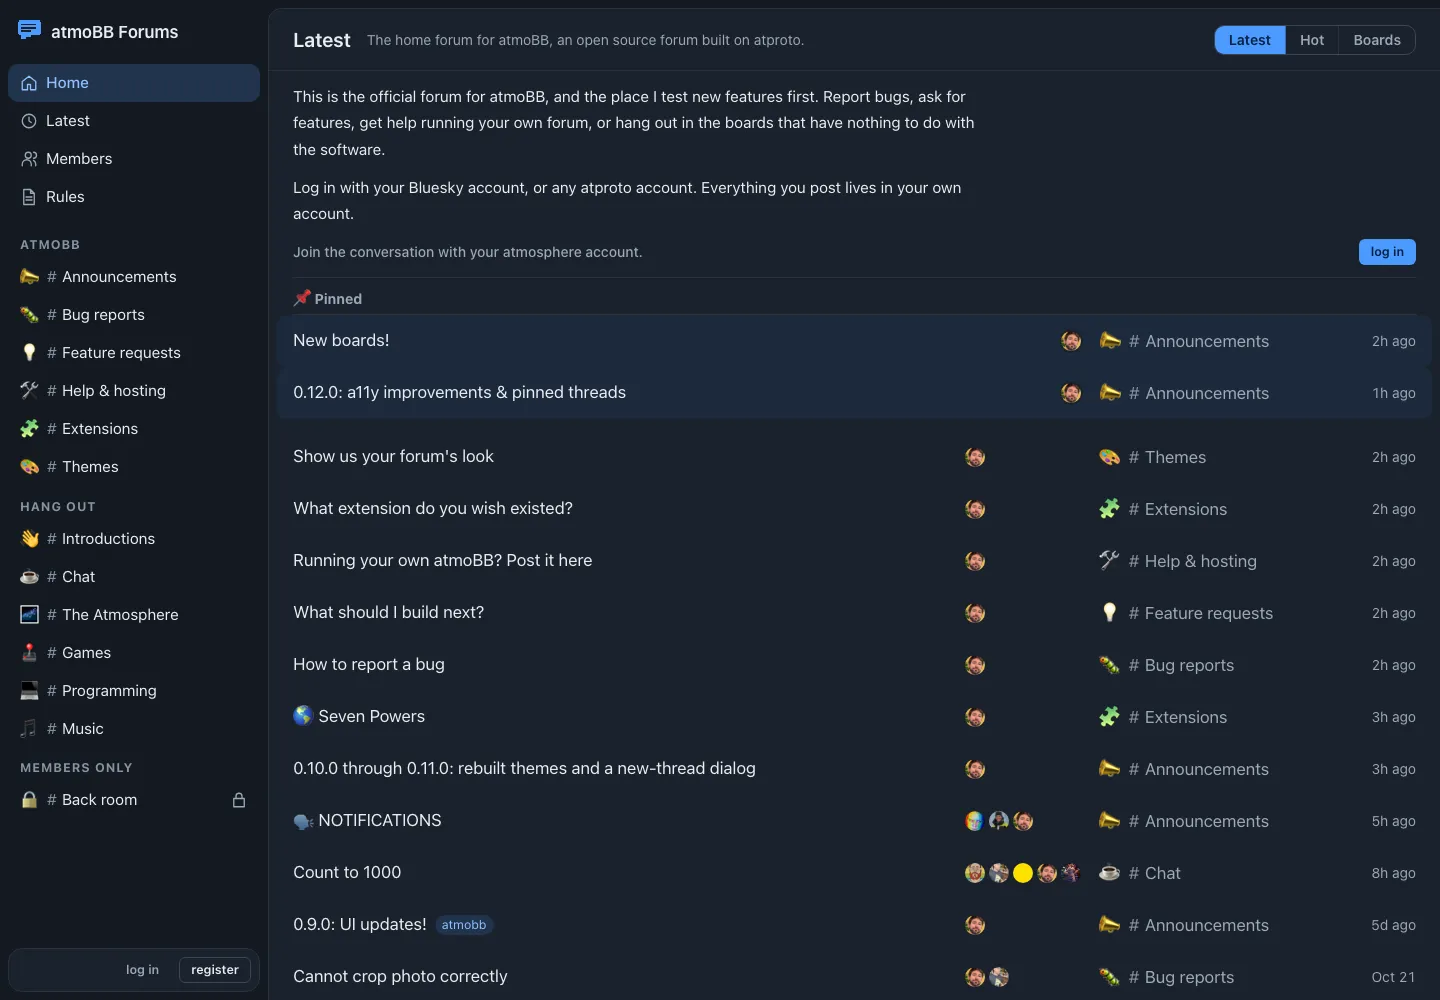 atmoBB Forums
Home
Latest
Members
Rules
ATMOBB
# Announcements
# Bug reports
# Feature requests
# Help & hosting
# Extensions
# Themes
HANG OUT
# Introductions
# Chat
# The Atmosphere
# Games
# Programming
# Music
MEMBERS ONLY
# Back room
log in register
Latest The home forum for atmoBB, an open source forum built on atproto. Latest Hot Boards
This is the official forum for atmoBB, and the place I test new features first. Report bugs, ask for
features, get help running your own forum, or hang out in the boards that have nothing to do with
the software.
Log in with your Bluesky account, or any atproto account. Everything you post lives in your own
account.
Join the conversation with your atmosphere account. log in
Pinned
New boards! # Announcements 2h ago
0.12.0: a11y improvements & pinned threads # Announcements 1h ago
Show us your forum's look # Themes 2h ago
What extension do you wish existed? # Extensions 2h ago
Running your own atmoBB? Post it here # Help & hosting 2h ago
What should I build next? # Feature requests 2h ago
How to report a bug # Bug reports 2h ago
Seven Powers # Extensions 3h ago
0.10.0 through 0.11.0: rebuilt themes and a new-thread dialog # Announcements 3h ago
NOTIFICATIONS # Announcements 5h ago
Count to 1000 # Chat 8h ago
0.9.0: UI updates! atmobb # Announcements 5d ago
Cannot crop photo correctly # Bug reports Oct 21